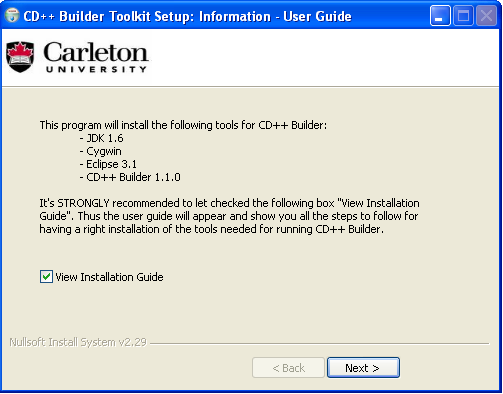 CD++ Builder Toolkit Setup: Information - User Guide
Carleton
UNIVERSITY
This program will install the following tools for CD++ Builder:
- JDK 1.6
- Cygwin
- Eclipse 3.1
- CD++ Builder 1.1.0
It's STRONGLY recommended to let checked the following box "View Installation
Guide". Thus the user guide will appear and show you all the steps to follow for
having a right installation of the tools needed for running CD++ Builder.
View Installation Guide
Nullsoft Install System v2.29
< Back
Next >